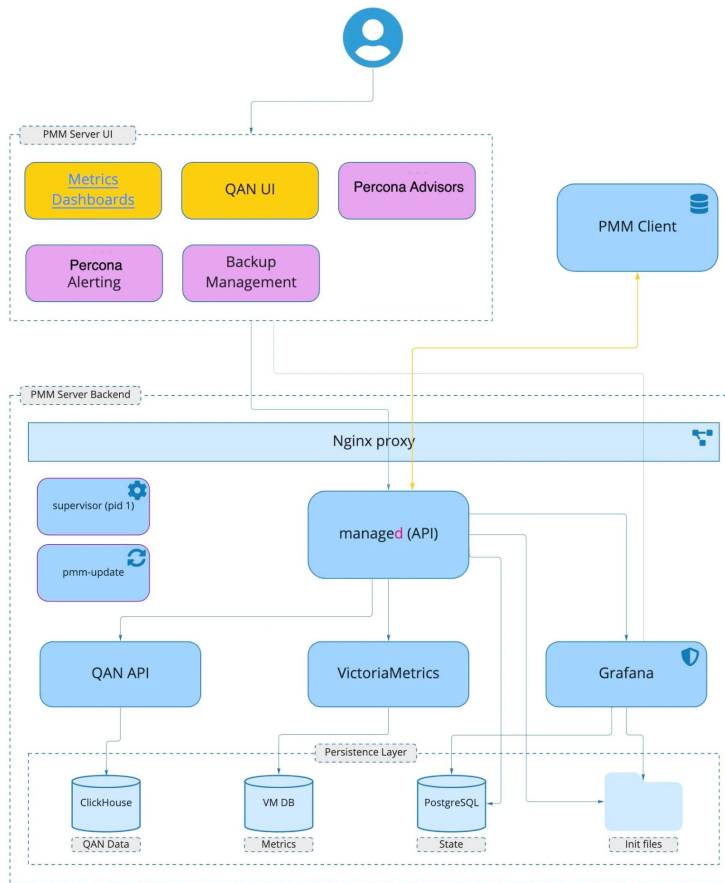 PMM Server UI
Metrics
Dashboards
QAN UI
Percona Advisors
Percona
Alerting
Backup
Management
PMM Client
PMM Server Backend
Nginx proxy
supervisor (pid 1)
managed (API)
pmm-update
QAN API
VictoriaMetrics
Grafana
Persistence Layer
ClickHouse
VM DB
PostgreSQL
QAN Data
Metrics
State
Init files